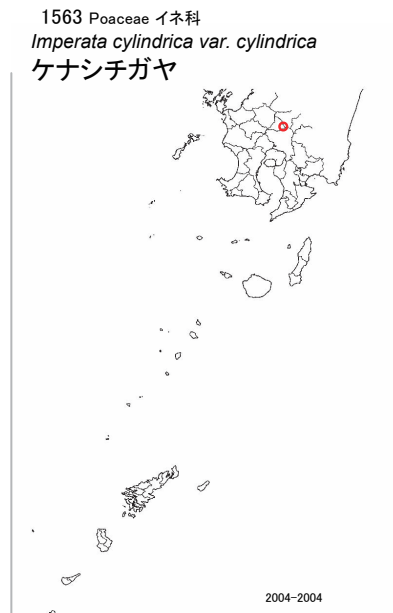 1563 Poaceae イネ科
Imperata cylindrica var. cylindrica
ケナシチガヤ
2004-2004